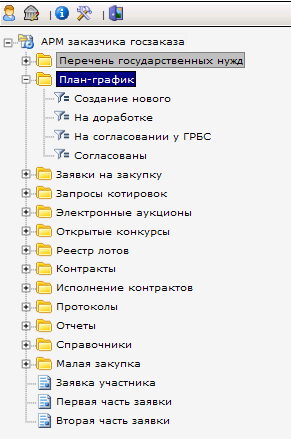 АРМ заказчика госзаказа
Перечень государственных нужд
План-график
Создание нового
На доработке
На согласовании у ГРБС
Согласованы
Заявки на закупку
Запросы котировок
Электронные аукционы
Открытые конкурсы
Реестр лотов
Контракты
Исполнение контрактов
Протоколы
Отчеты
Справочники
Малая закупка
Заявка участника
Первая часть заявки
Вторая часть заявки